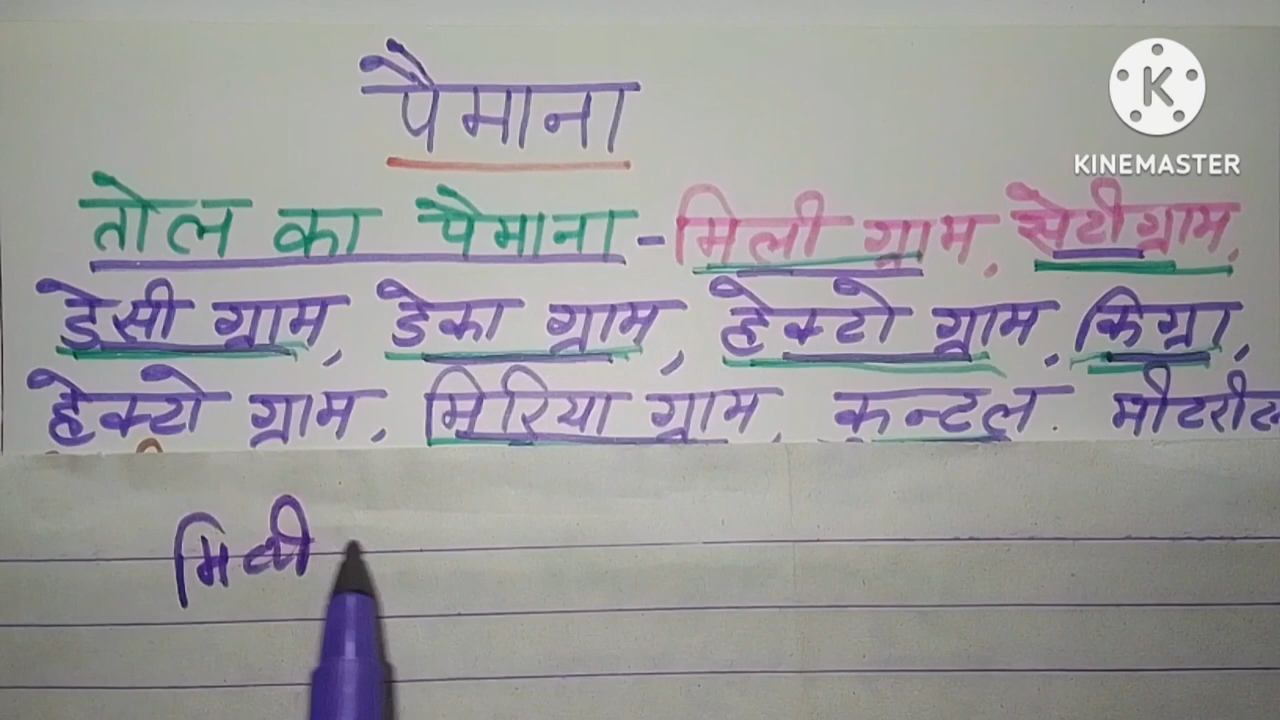 पैमाना
K
KINEMASTER
तोल का पैमाना - मिली ग्राम, सेटीग्राम,
डेसी ग्राम, डेका ग्राम, हेक्टो ग्राम, किग्रा,
हेक्टो ग्राम, मिरिया ग्राम, कुन्टल. मीटरीट
मिली